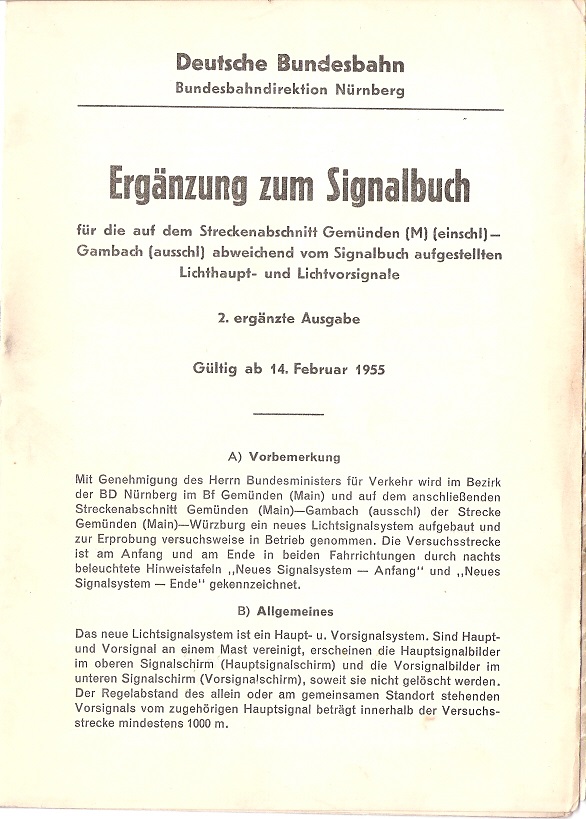 Deutsche Bundesbahn
Bundesbahndirektion Nürnberg
Ergänzung zum Signalbuch
für die auf dem Streckenabschnitt Gemünden (M) (einschl)—
Gambach (ausschl) abweichend vom Signalbuch aufgestellten
Lichthaupt- und Lichtvorsignale
2. ergänzte Ausgabe
Gültig ab 14. Februar 1955
A) Vorbemerkung
Mit Genehmigung des Herrn Bundesministers für Verkehr wird im Bezirk
der BD Nürnberg im Bf Gemünden (Main) und auf dem anschließenden
Streckenabschnitt Gemünden (Main)—Gambach (ausschl) der Strecke
Gemünden (Main)—Würzburg ein neues Lichtsignalsystem aufgebaut und
zur Erprobung versuchsweise in Betrieb genommen. Die Versuchsstrecke
ist am Anfang und am Ende in beiden Fahrrichtungen durch nachts
beleuchtete Hinweistafeln „Neues Signalsystem — Anfang" und „Neues
Signalsystem — Ende" gekennzeichnet.
B) Allgemeines
Das neue Lichtsignalsystem ist ein Haupt- u. Vorsignalsystem. Sind Haupt-
und Vorsignal an einem Mast vereinigt, erscheinen die Hauptsignalbilder
im oberen Signalschirm (Hauptsignalschirm) und die Vorsignalbilder im
unteren Signalschirm (Vorsignalschirm), soweit sie nicht gelöscht werden.
Der Regelabstand des allein oder am gemeinsamen Standort stehenden
Vorsignals vom zugehörigen Hauptsignal beträgt innerhalb der Versuchs-
strecke mindestens 1000 m.